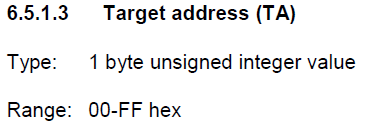 6.5.1.3 Target address (TA)
Type: 1 byte unsigned integer value
Range: 00-FF hex